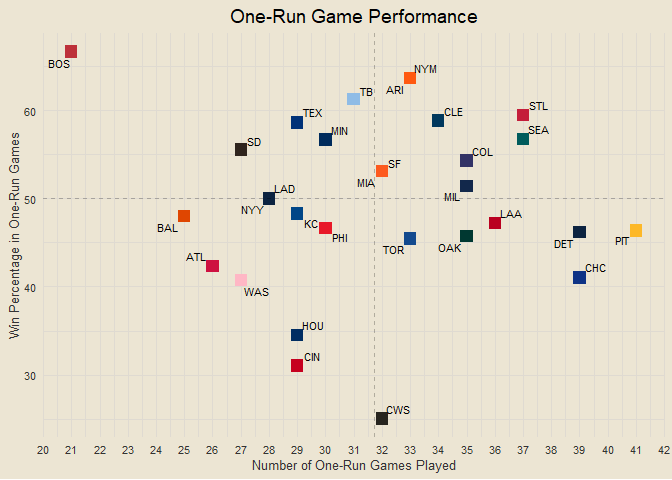 One-Run Game Performance
BOS
NYM
ARI
TB
STL
TEX
CLE
SEA
MIN
SD
COL
SF
MIA
LAD
NYY
MIL
BAL
KC
LAA
PHI
TOR
OAK
DET
PIT
ATL
CHC
WAS
HOU
CIN
CWS
60
50
40
30
Win Percentage in One-Run Games
20 21 22 23 24 25 26 27 28 29 30 31 32 33 34 35 36 37 38 39 40 41 42
Number of One-Run Games Played